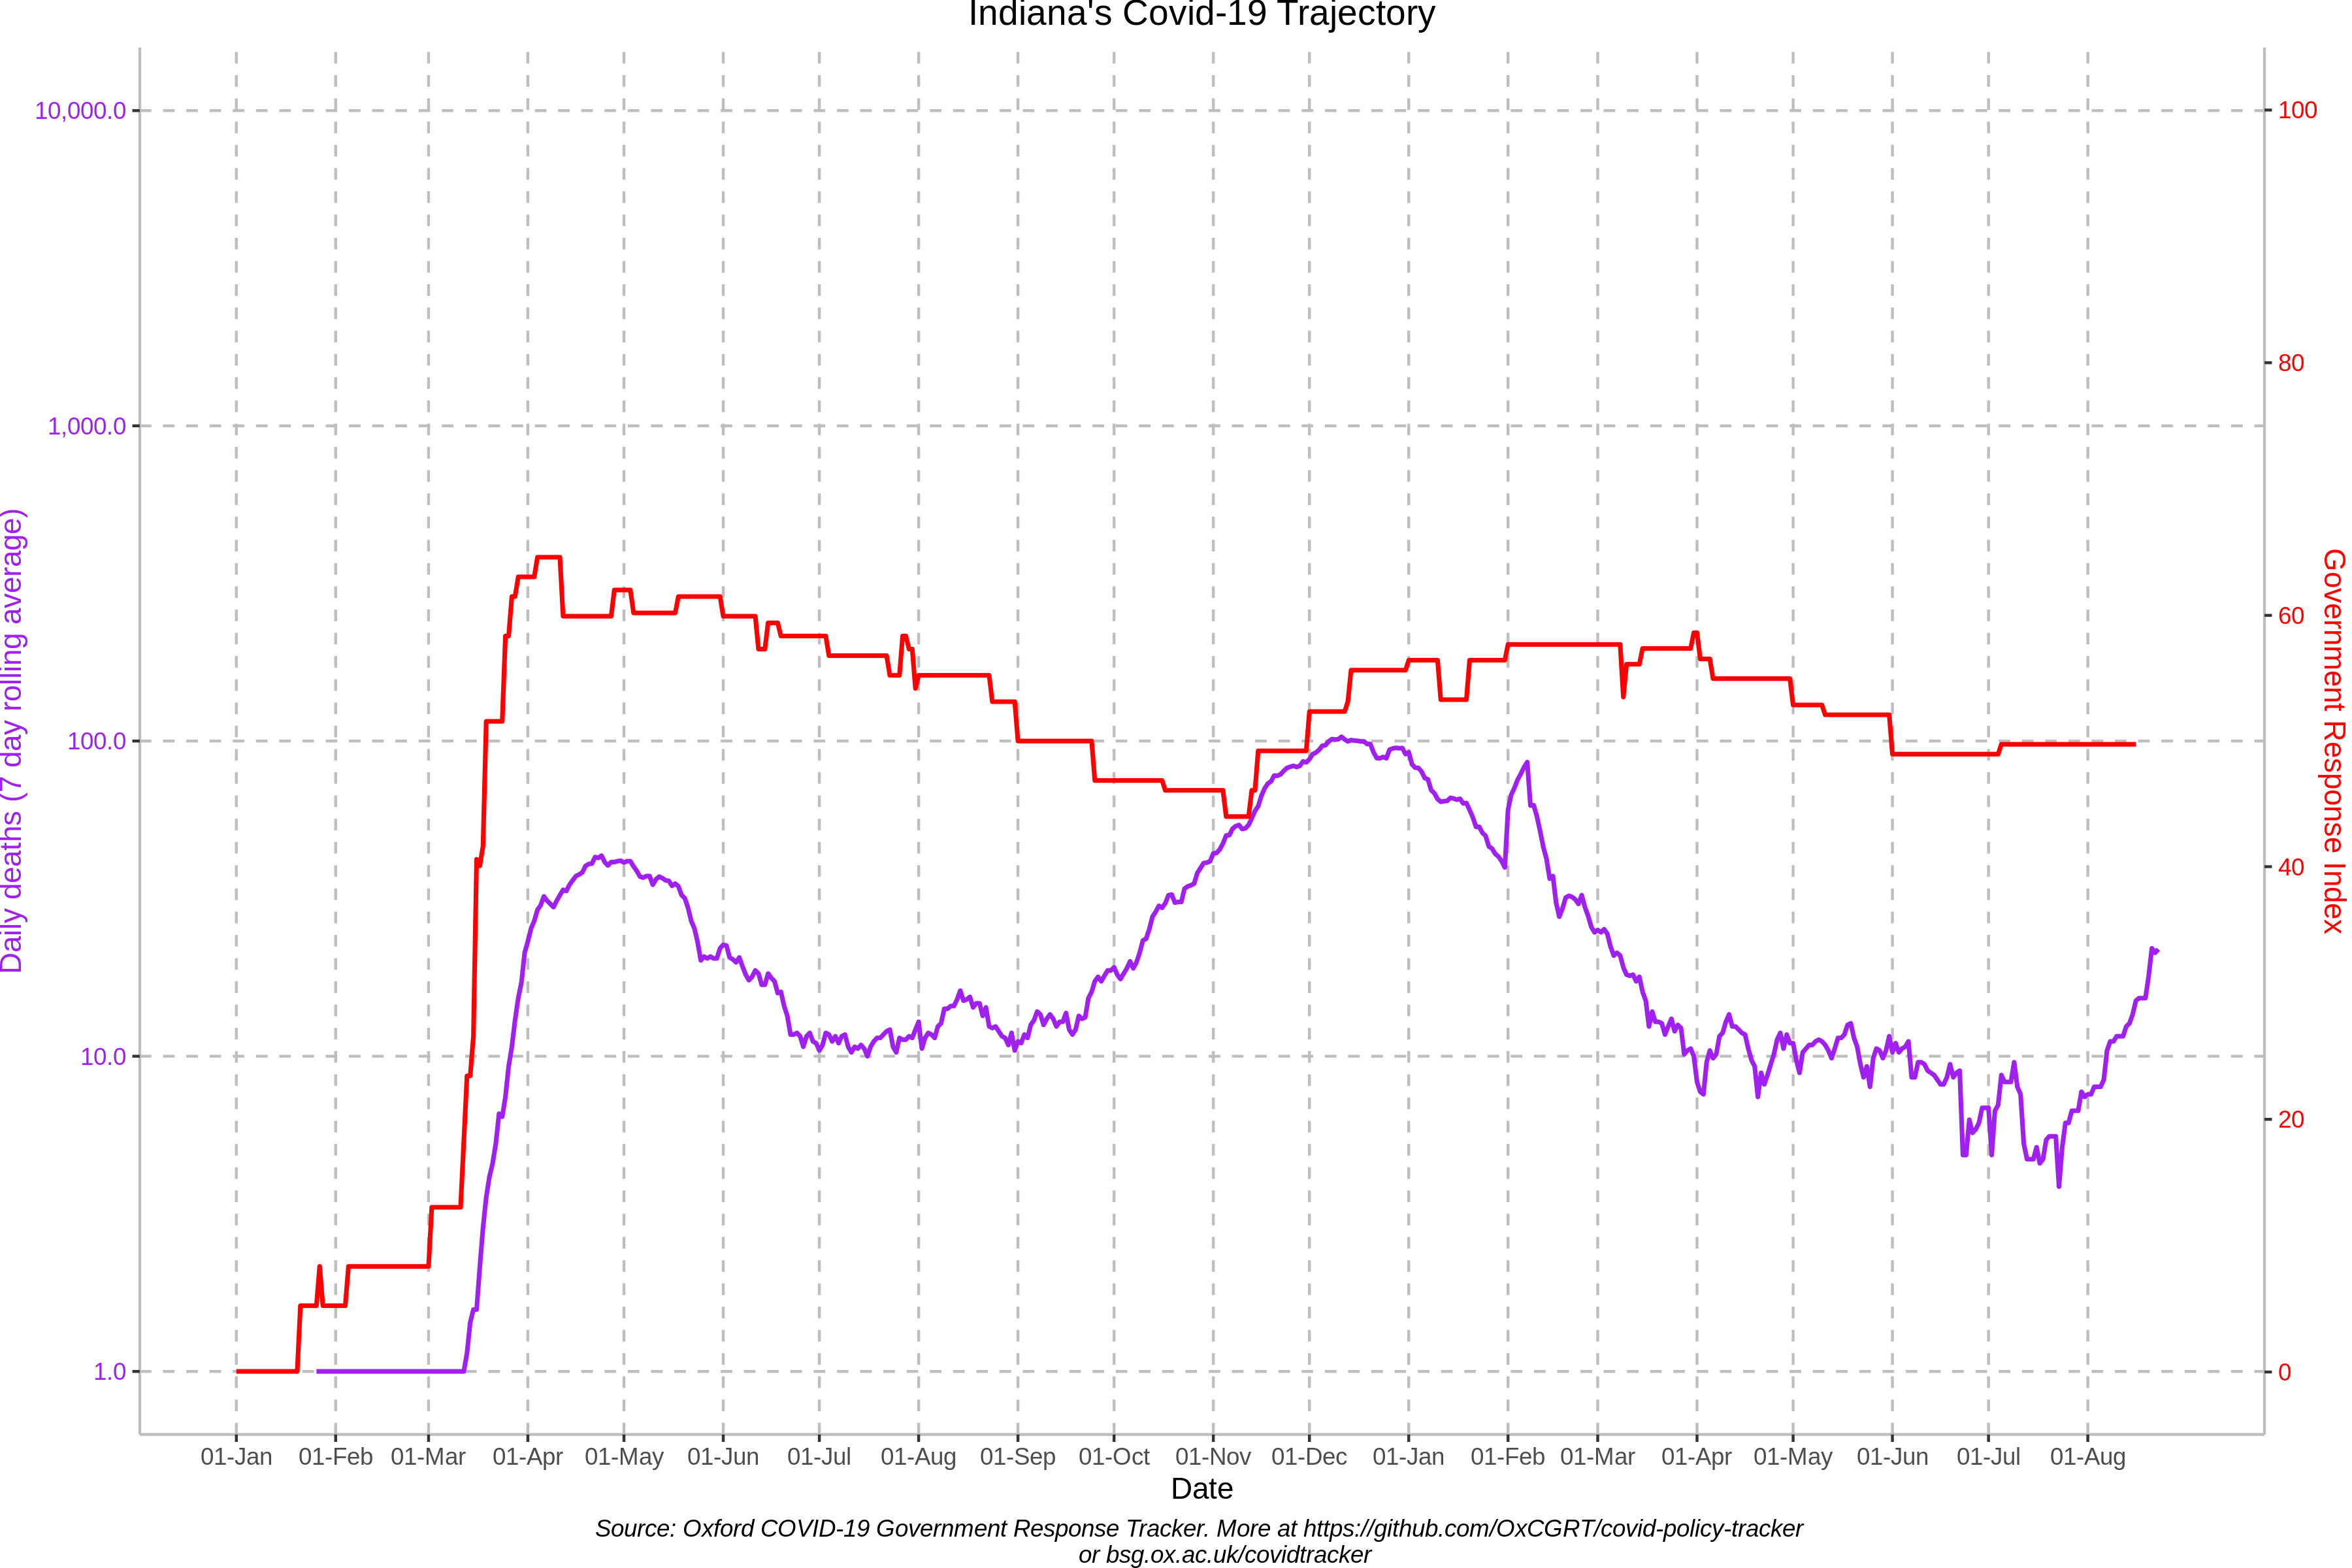 Indiana's Covid-19 Trajectory
10,000.0
1,000.0
100.0
10.0
1.0
Daily deaths (7 day rolling average)
100
80
60
40
20
0
Government Response Index
01-Jan 01-Feb 01-Mar 01-Apr 01-May 01-Jun 01-Jul 01-Aug 01-Sep 01-Oct 01-Nov 01-Dec 01-Jan 01-Feb 01-Mar 01-Apr 01-May 01-Jun 01-Jul 01-Aug
Date
Source: Oxford COVID-19 Government Response Tracker. More at https://github.com/OxCGRT/covid-policy-tracker
or bsg.ox.ac.uk/covidtracker